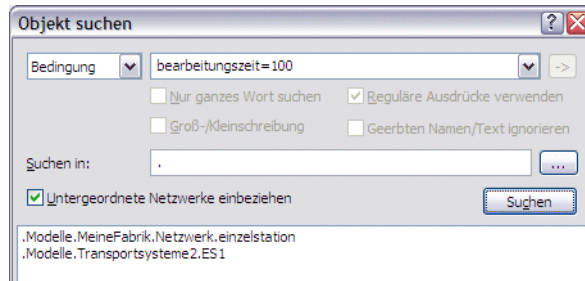 Objekt suchen
Bedingung bearbeitungszeit=100 ->
Nur ganzes Wort suchen Reguläre Ausdrücke verwenden
Groß-/Kleinschreibung Geerbten Namen/Text ignorieren
Suchen in: . ...
Untergeordnete Netzwerke einbeziehen Suchen
.Modelle.MeineFabrik.Netzwerk.einzelstation
.Modelle.Transportsysteme2.ES1